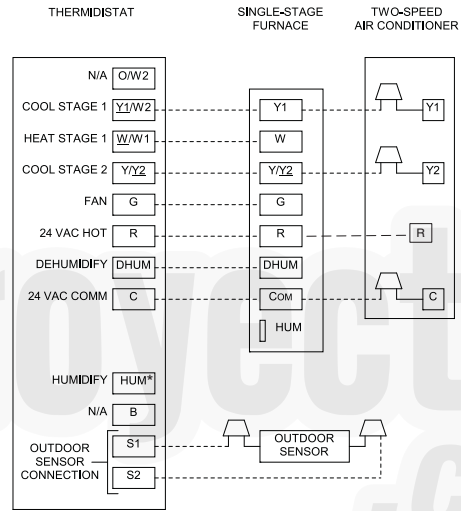 THERMIDISTAT
SINGLE-STAGE
FURNACE
TWO-SPEED
AIR CONDITIONER
N/A O/W2
COOL STAGE 1 Y1/W2 Y1 Y1
HEAT STAGE 1 W/W1 W
COOL STAGE 2 Y/Y2 Y/Y2 Y2
FAN G G
24 VAC HOT R R R
DEHUMIDIFY DHUM DHUM
24 VAC COMM C COM C
HUM
HUMIDIFY HUM*
N/A B
OUTDOOR
SENSOR
CONNECTION
S1
S2
OUTDOOR
SENSOR
royect